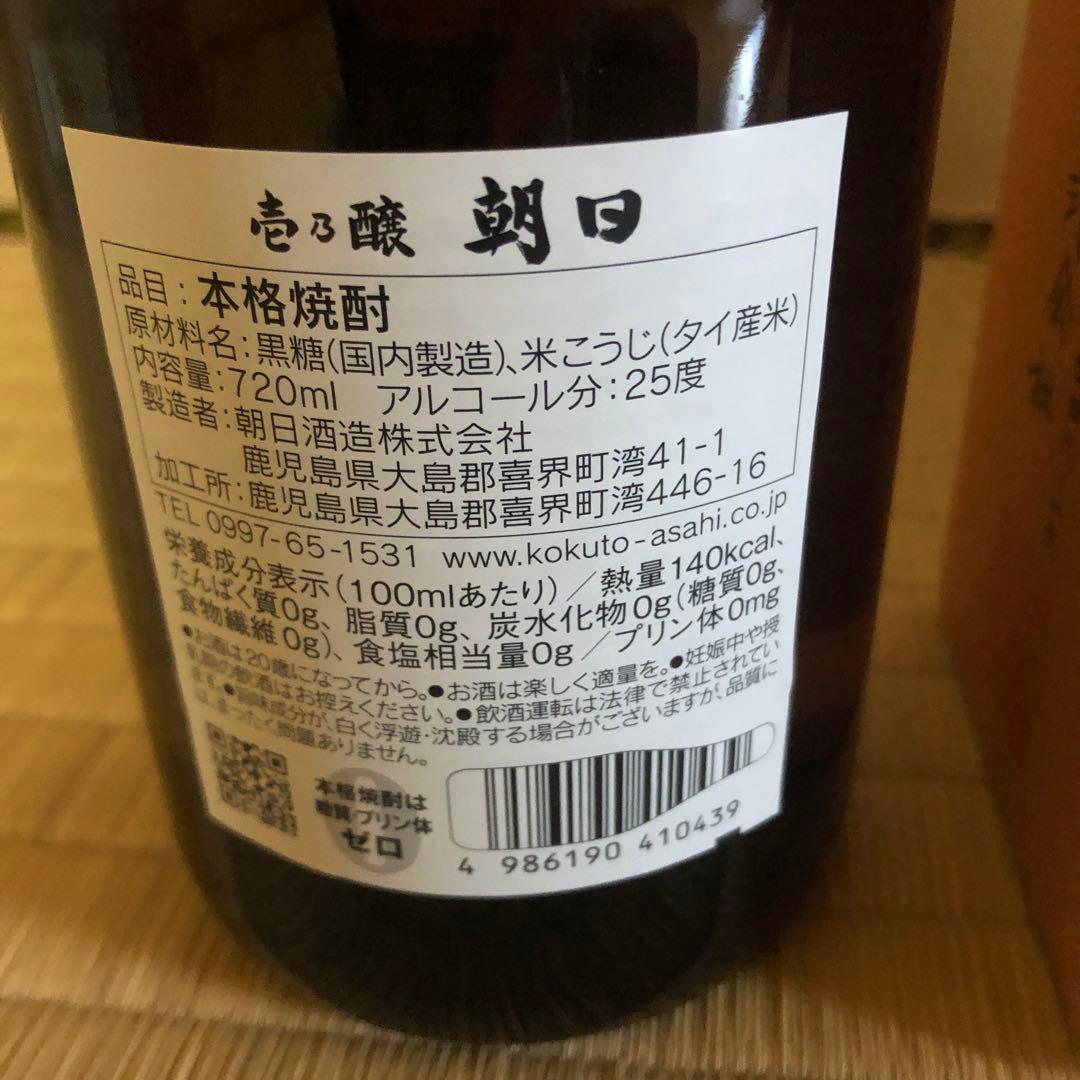 壱乃醸 朝日
品目：本格焼酎
原材料名：黒糖(国内製造)、米こうじ(タイ産米)
内容量：720ml アルコール分：25度
製造者：朝日酒造株式会社
鹿児島県大島郡喜界町湾41-1
加工所：鹿児島県大島郡喜界町湾446-16
TEL 0997-65-1531 www.kokuto-asahi.co.jp
栄養成分表示(100mlあたり)／熱量140kcal、
たんぱく質0g、脂質0g、炭水化物0g(糖質0g、
食物繊維0g)、食塩相当量0g／プリン体0mg
●お酒は20歳になってから。●お酒は楽しく適量を。●妊娠中や授
乳期の飲酒はお控えください。●飲酒運転は法律で禁止されてい
ます。●風味成分が、白く浮遊・沈殿する場合がございますが、品質に
は、まったく問題ありません。
本格焼酎は
糖質・プリン体
ゼロ
4 986190 410439